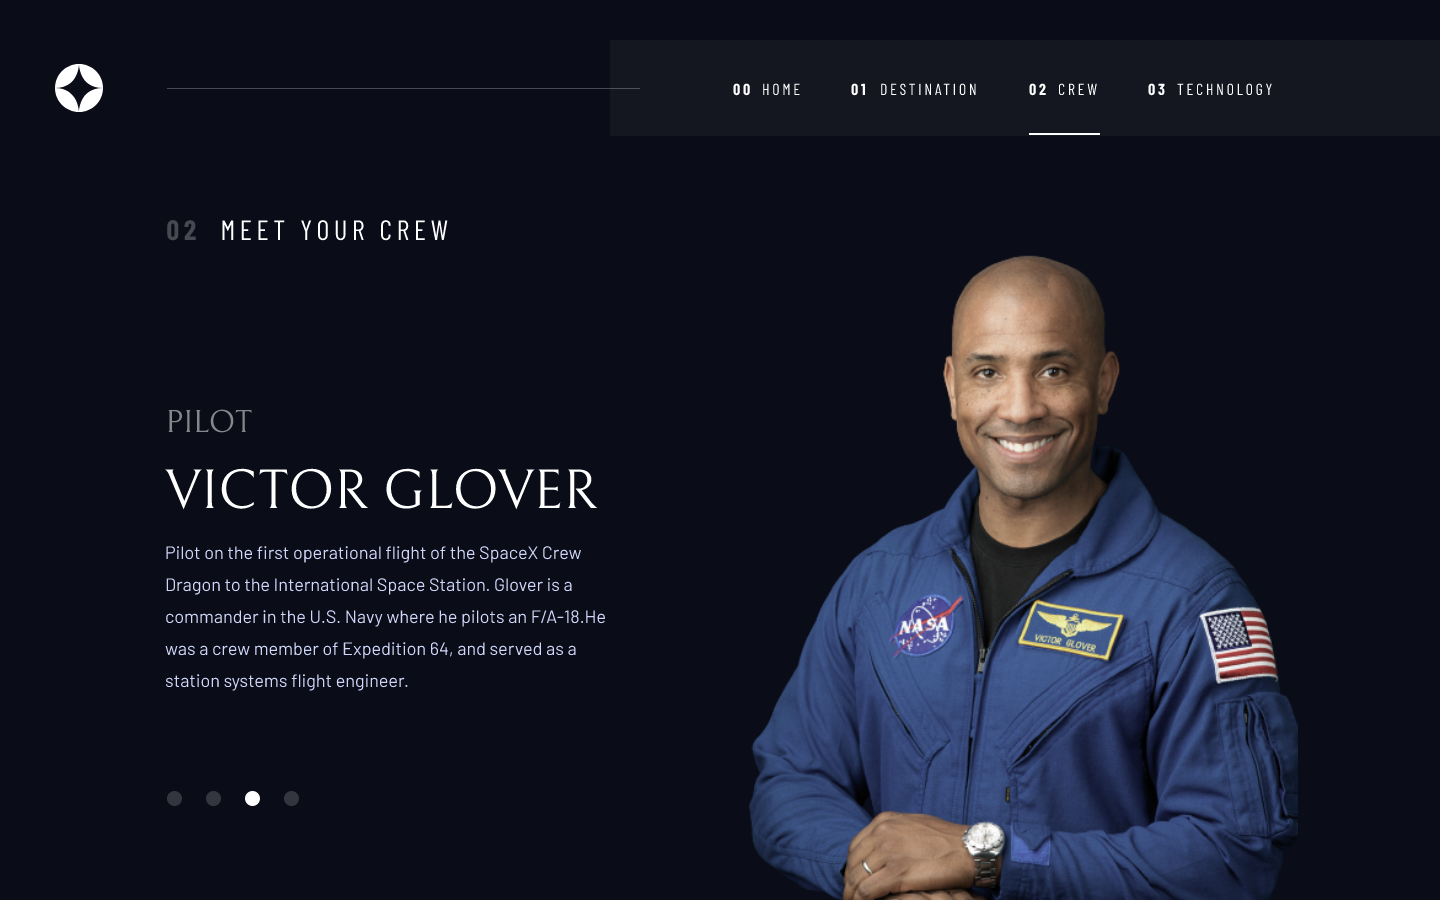 00 HOME 01 DESTINATION 02 CREW 03 TECHNOLOGY
02 MEET YOUR CREW
PILOT
VICTOR GLOVER
Pilot on the first operational flight of the SpaceX Crew
Dragon to the International Space Station. Glover is a
commander in the U.S. Navy where he pilots an F/A-18.He
was a crew member of Expedition 64, and served as a
station systems flight engineer.
NASA
VICTOR GLOVER